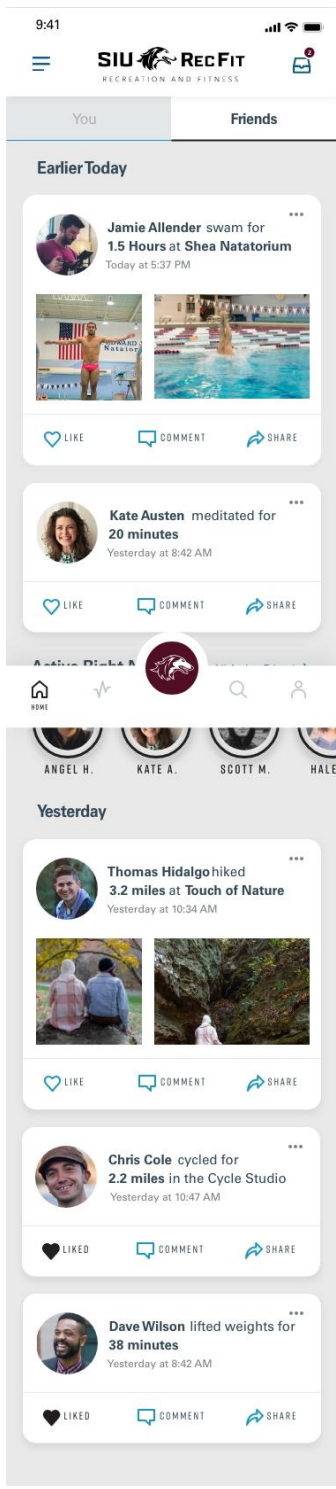 9:41
2
SIU RECFIT
RECREATION AND FITNESS
You Friends
Earlier Today
Jamie Allender swam for
1.5 Hours at Shea Natatorium
Today at 5:37 PM
LIKE COMMENT SHARE
Kate Austen meditated for
20 minutes
Yesterday at 8:42 AM
LIKE COMMENT SHARE
Active Right
HOME
ANGEL H. KATE A. SCOTT M. HALE
Yesterday
Thomas Hidalgo hiked
3.2 miles at Touch of Nature
Yesterday at 10:34 AM
LIKE COMMENT SHARE
Chris Cole cycled for
2.2 miles in the Cycle Studio
Yesterday at 10:47 AM
LIKED COMMENT SHARE
Dave Wilson lifted weights for
38 minutes
Yesterday at 8:42 AM
LIKED COMMENT SHARE